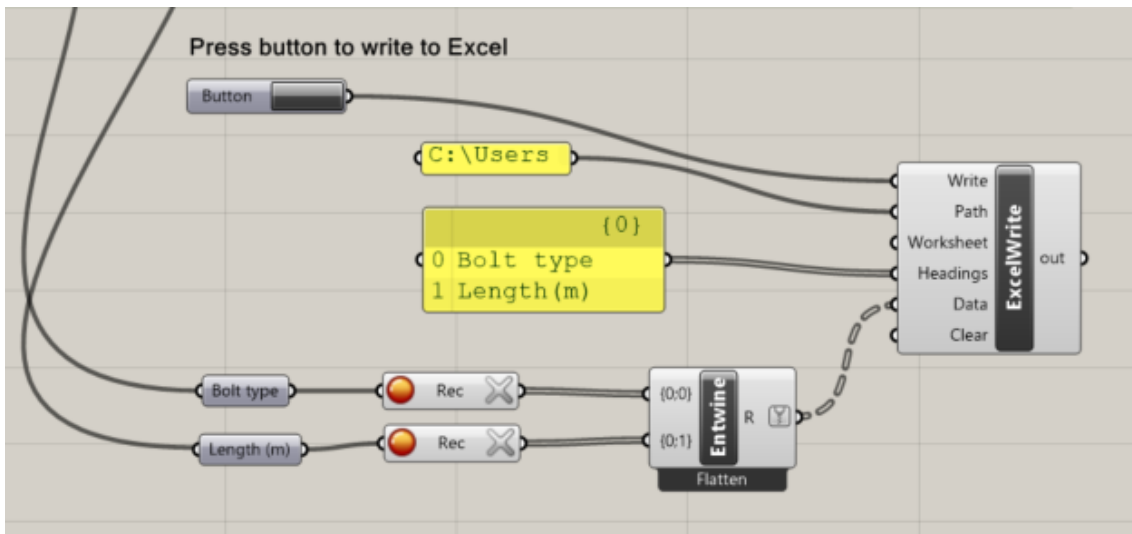 Press button to write to Excel
Button
C:\Users
{0}
0 Bolt type
1 Length(m)
Write
Path
Worksheet
Headings
Data
Clear
ExcelWrite
out
Bolt type
Rec
Length (m)
Rec
{0;0}
{0;1}
Entwine
R
Flatten